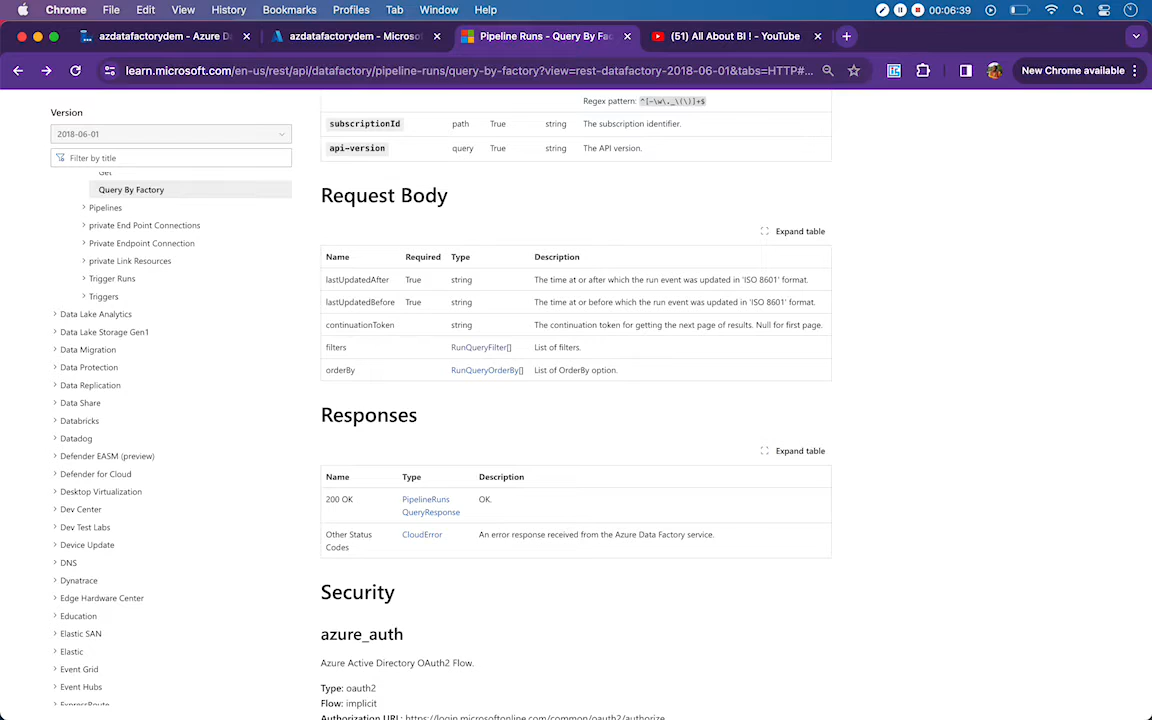 Chrome File Edit View History Bookmarks Profiles Tab Window Help 00:06:39
azdatafactorydem - Azure D
azdatafactorydem - Microso
Pipeline Runs - Query By Fac
(51) All About BI ! - YouTube
learn.microsoft.com/en-us/rest/api/datafactory/pipeline-runs/query-by-factory?view=rest-datafactory-2018-06-01&tabs=HTTP#...
New Chrome available
Version
2018-06-01
Filter by title
Get
Query By Factory
Pipelines
private End Point Connections
Private Endpoint Connection
private Link Resources
Trigger Runs
Triggers
Data Lake Analytics
Data Lake Storage Gen1
Data Migration
Data Protection
Data Replication
Data Share
Databricks
Datadog
Defender EASM (preview)
Defender for Cloud
Desktop Virtualization
Dev Center
Dev Test Labs
Device Update
DNS
Dynatrace
Edge Hardware Center
Education
Elastic SAN
Elastic
Event Grid
Event Hubs
ExpressRoute
Regex pattern: ^[-\w\._\(\)]+$
subscriptionId path True string The subscription identifier.
api-version query True string The API version.
Request Body
Expand table
Name Required Type Description
lastUpdatedAfter True string The time at or after which the run event was updated in 'ISO 8601' format.
lastUpdatedBefore True string The time at or before which the run event was updated in 'ISO 8601' format.
continuationToken string The continuation token for getting the next page of results. Null for first page.
filters RunQueryFilter[] List of filters.
orderBy RunQueryOrderBy[] List of OrderBy option.
Responses
Expand table
Name Type Description
200 OK PipelineRuns OK.
QueryResponse
Other Status CloudError An error response received from the Azure Data Factory service.
Codes
Security
azure_auth
Azure Active Directory OAuth2 Flow.
Type: oauth2
Flow: implicit
Authorization URL: https://login.microsoftonline.com/common/oauth2/authorize